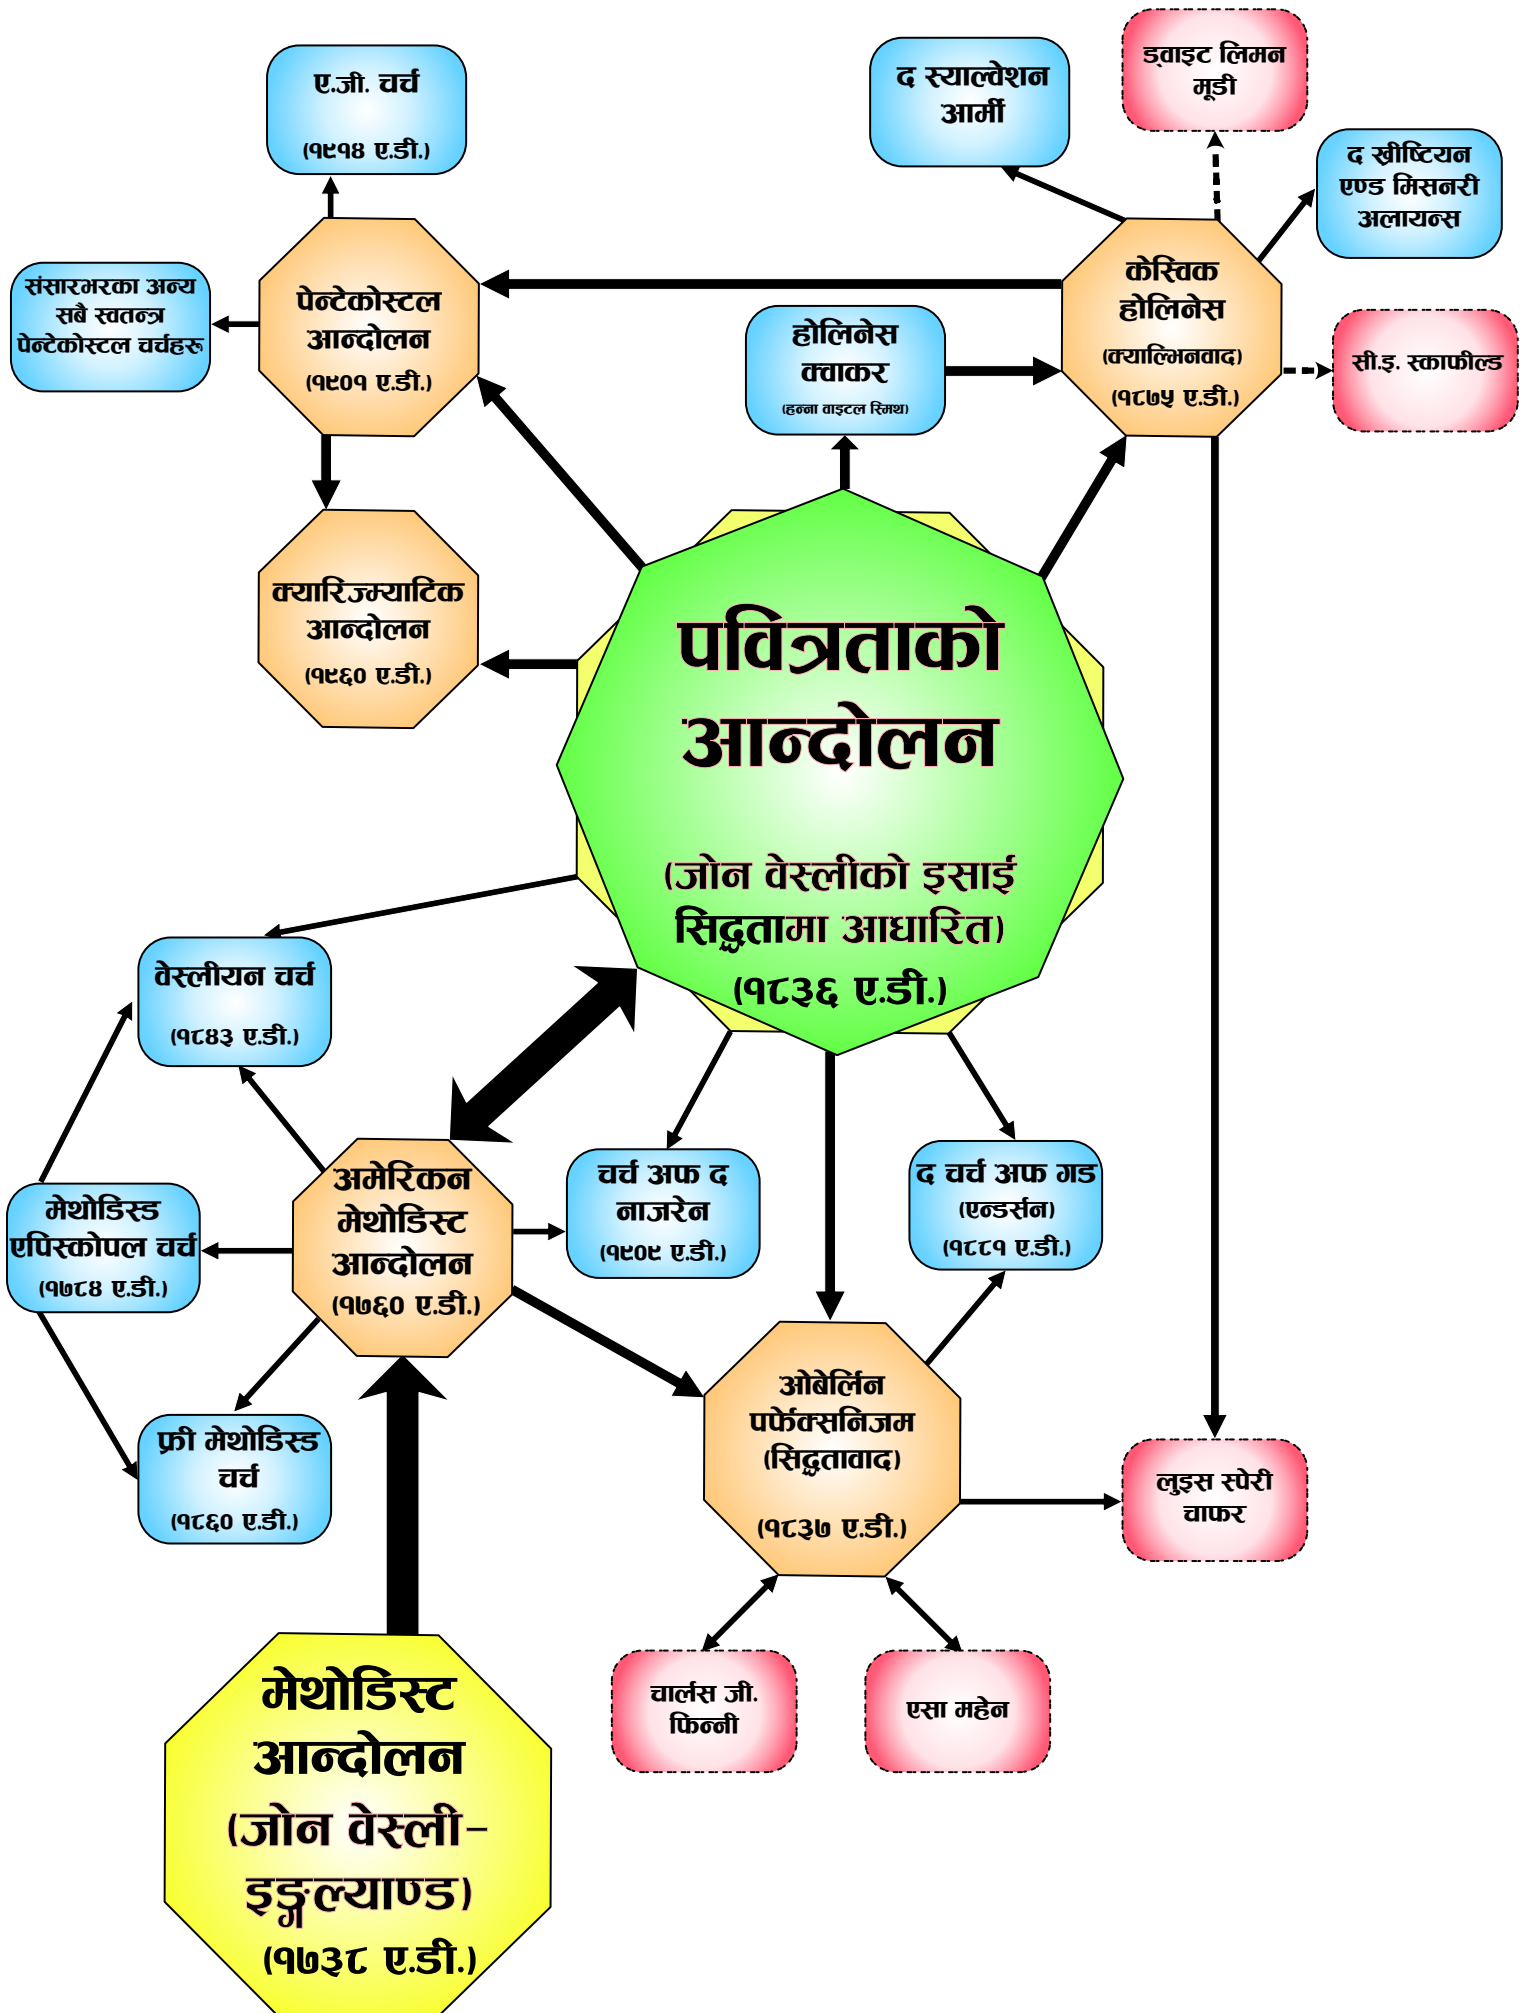 ड्वाइट लिमन
मूडी
द स्याल्वेशन
आर्मी
ए.जी. चर्च
(१९१४ ए.डी.)
द ख्रीष्टियन
एण्ड मिसनरी
अलायन्स
केस्विक
होलिनेस
(क्याल्भिनवाद)
(१८७५ ए.डी.)
पेन्टेकोस्टल
आन्दोलन
(१९०१ ए.डी.)
संसारभरका अन्य
सबै स्वतन्त्र
पेन्टेकोस्टल चर्चहरू
होलिनेस
क्वाकर
(हन्ना वाइटल स्मिथ)
सी.इ. स्काफील्ड
क्यारिज्म्याटिक
आन्दोलन
(१९६० ए.डी.)
पवित्रताको
आन्दोलन
(जोन वेस्लीको इसाई
सिद्धतामा आधारित)
(१८३६ ए.डी.)
वेस्लीयन चर्च
(१८४३ ए.डी.)
अमेरिकन
मेथोडिस्ट
आन्दोलन
(१७६० ए.डी.)
चर्च अफ द
नाजरेन
(१९०९ ए.डी.)
द चर्च अफ गड
(एन्डर्सन)
(१८८१ ए.डी.)
मेथोडिस्ड
एपिस्कोपल चर्च
(१७८४ ए.डी.)
फ्री मेथोडिस्ड
चर्च
(१८६० ए.डी.)
ओबेर्लिन
पर्फेक्सनिजम
(सिद्धतावाद)
(१८३७ ए.डी.)
लुइस स्पेरी
चाफर
चार्लस जी.
फिन्नी
एसा महेन
मेथोडिस्ट
आन्दोलन
(जोन वेस्ली-
इङ्गल्याण्ड)
(१७३८ ए.डी.)